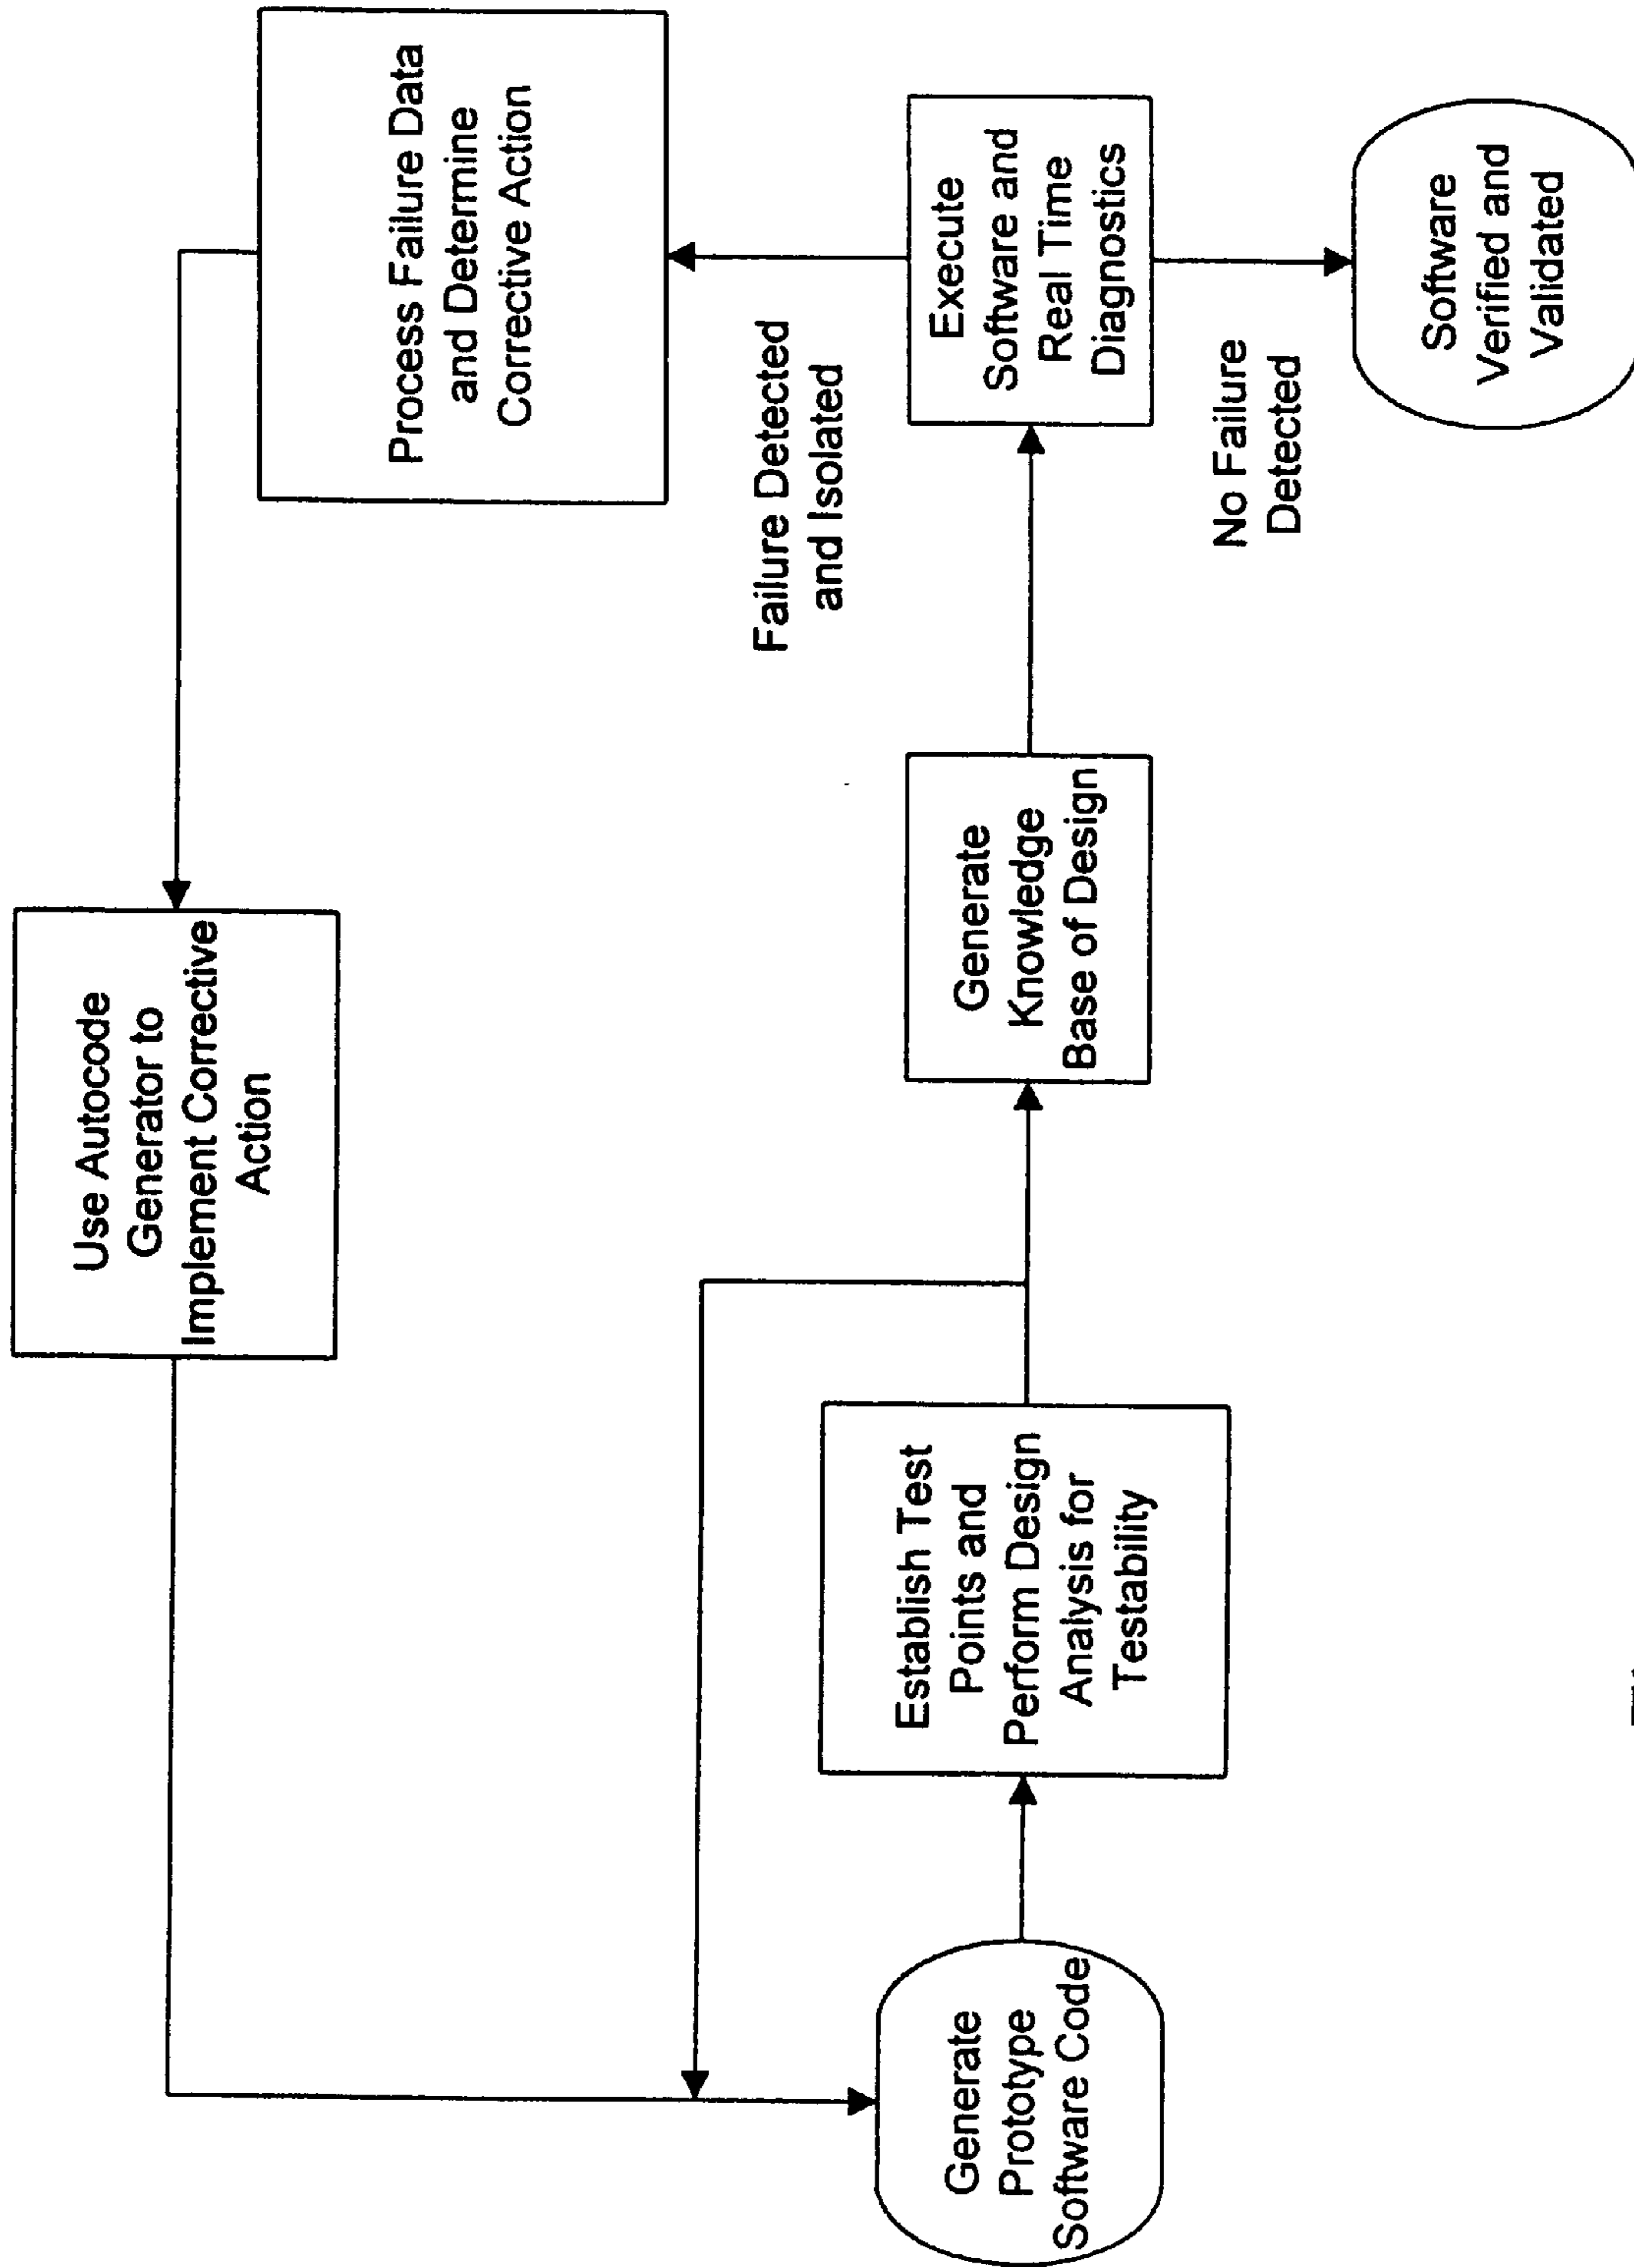 Use Autocode
Generator to
Implement Corrective
Action
Process Failure Data
and Determine
Corrective Action
Failure Detected
and Isolated
Generate
Prototype
Software Code
Establish Test
Points and
Perform Design
Analysis for
Testability
Generate
Knowledge
Base of Design
Execute
Software and
Real Time
Diagnostics
No Failure
Detected
Software
Verified and
Validated